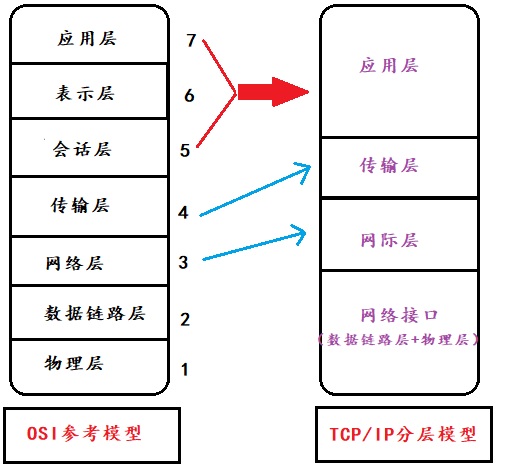 应用层 7
表示层 6
会话层 5
传输层 4
网络层 3
数据链路层 2
物理层 1
OSI参考模型
应用层
传输层
网际层
网络接口
(数据链路层+物理层)
TCP/IP分层模型